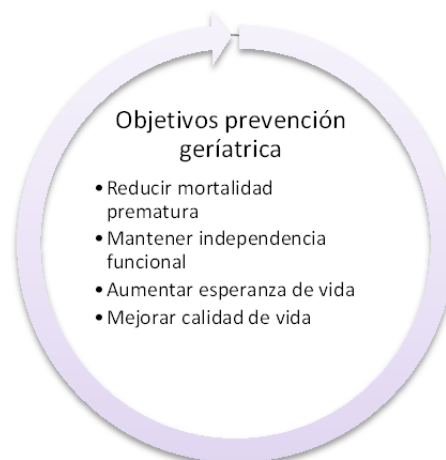 Objetivos prevención
geríatrica
•Reducir mortalidad
prematura
•Mantener independencia
funcional
•Aumentar esperanza de vida
•Mejorar calidad de vida